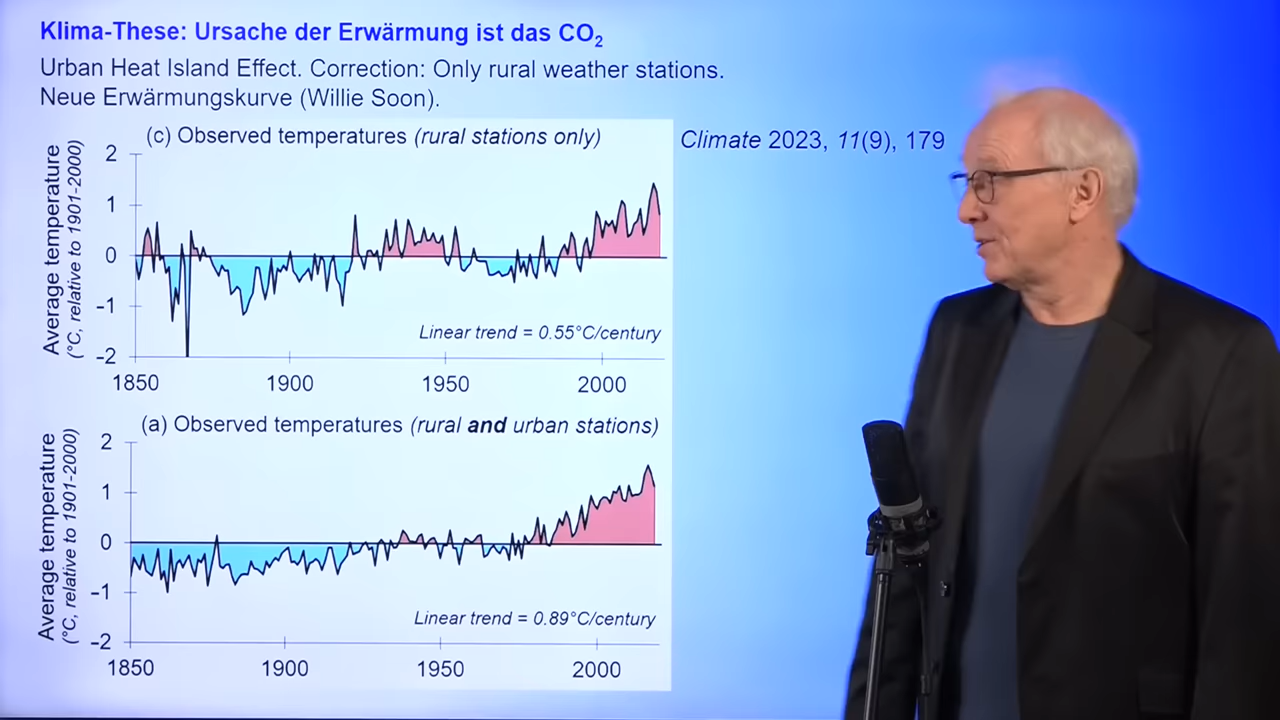 Klima-These: Ursache der Erwärmung ist das CO₂
Urban Heat Island Effect. Correction: Only rural weather stations.
Neue Erwärmungskurve (Willie Soon).
(c) Observed temperatures (rural stations only)
Climate 2023, 11(9), 179
Average temperature
(°C, relative to 1901-2000)
2
1
0
-1
-2
Linear trend = 0.55°C/century
1850 1900 1950 2000
(a) Observed temperatures (rural and urban stations)
Average temperature
(°C, relative to 1901-2000)
2
1
0
-1
-2
Linear trend = 0.89°C/century
1850 1900 1950 2000